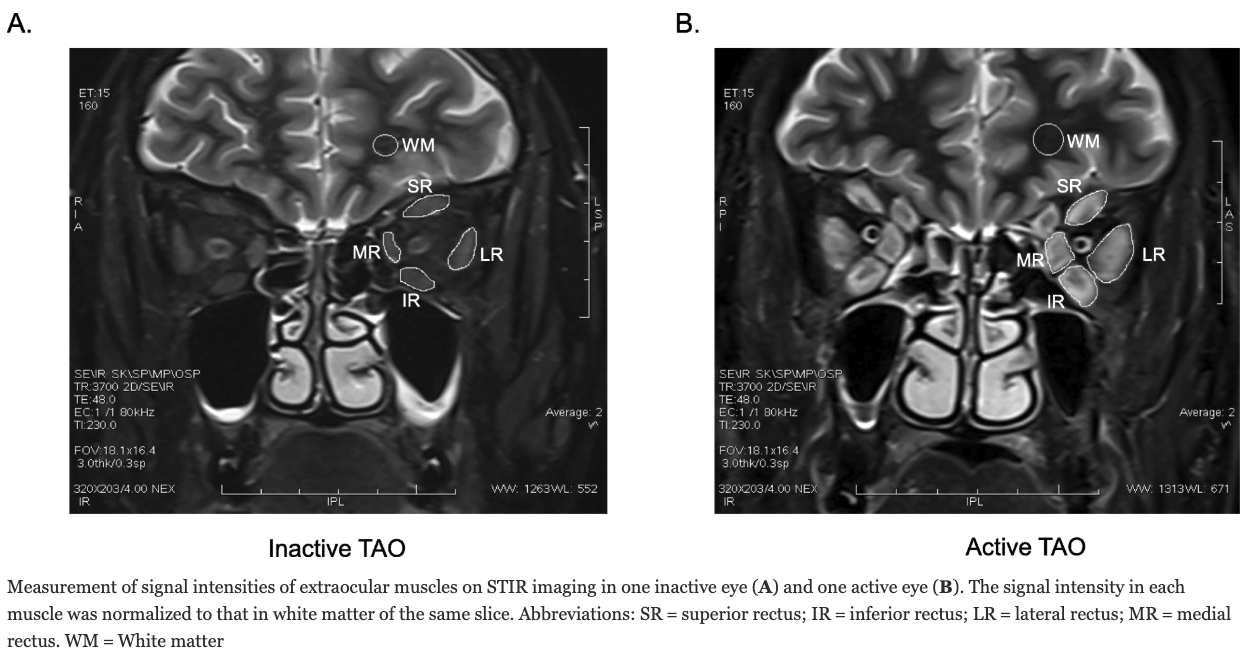 A.
B.
ET:15
160
WM
SR
MR
LR
IR
R
I
A
L
S
P
SE\IR SK\SP\MP\OSP
TR:3700 2D/SE\IR
TE:48.0
EC:1 /1 80kHz
TI:230.0
FOV:18.1x16.4
3.0thk/0.3sp
320X203/4.00 NEX
IR
Average: 2
WW: 1263WL: 552
IPL
ET:15
160
WM
SR
MR
LR
IR
R
P
I
L
A
S
SE\IR SK\SP\MP\OSP
TR:3700 2D/SE\IR
TE:48.0
EC:1 /1 80kHz
TI:230.0
FOV:18.1x16.4
3.0thk/0.3sp
320X203/4.00 NEX
IR
Average: 2
WW: 1313WL: 671
IPL
Inactive TAO
Active TAO
Measurement of signal intensities of extraocular muscles on STIR imaging in one inactive eye (A) and one active eye (B). The signal intensity in each
muscle was normalized to that in white matter of the same slice. Abbreviations: SR = superior rectus; IR = inferior rectus; LR = lateral rectus; MR = medial
rectus. WM = White matter